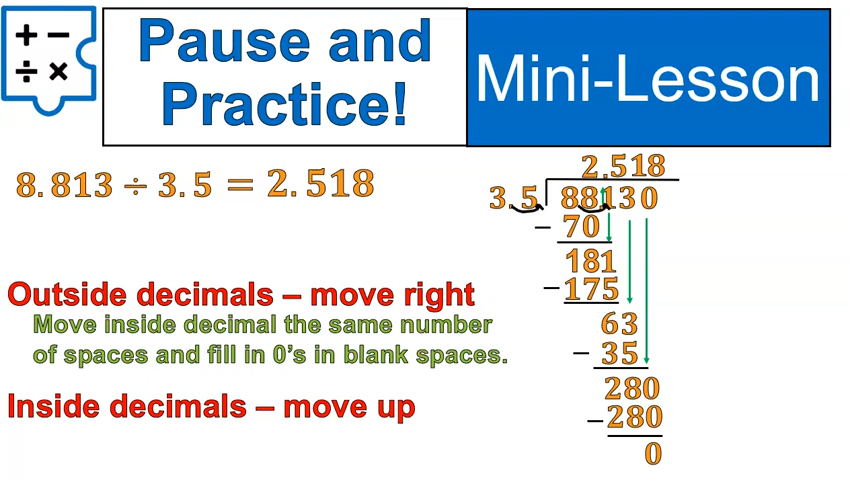 + −
÷ ×
Pause and
Practice!
Mini-Lesson
8.813 ÷ 3.5 = 2.518
2.518
3.5 88.130
− 70
181
− 175
63
− 35
280
− 280
0
Outside decimals – move right
Move inside decimal the same number
of spaces and fill in 0's in blank spaces.
Inside decimals – move up